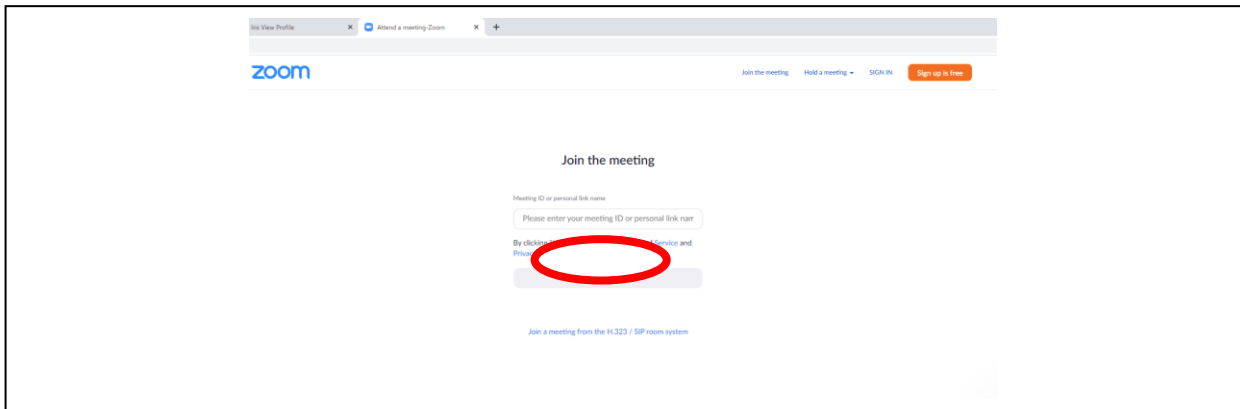 Iris View Profile
Attend a meeting-Zoom
zoom
Join the meeting
Hold a meeting
SIGN IN
Sign up is free
Join the meeting
Meeting ID or personal link name
Please enter your meeting ID or personal link nam
By clicking Service and
Join a meeting from the H.323 / SIP room system